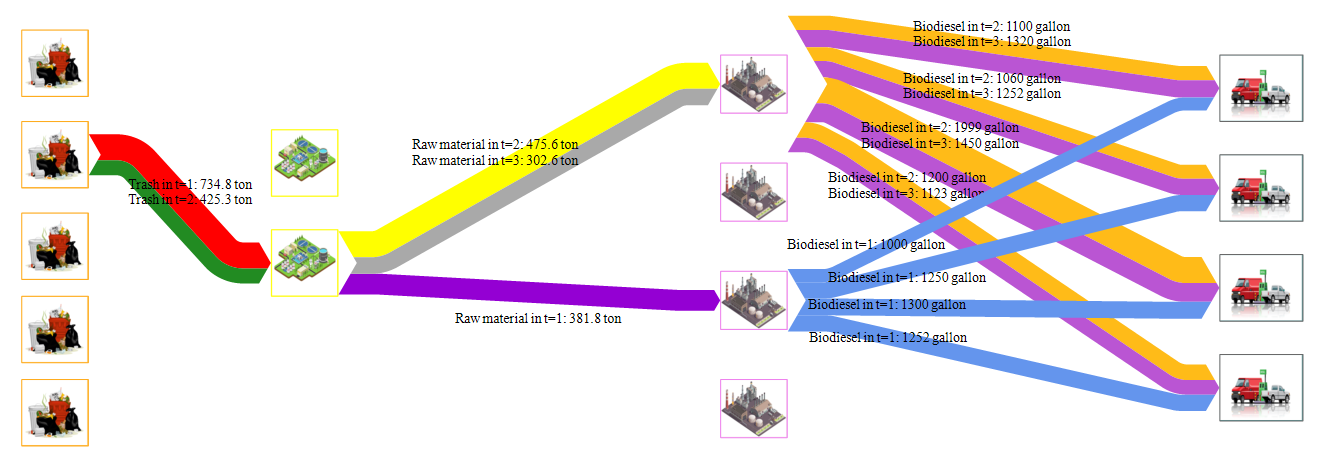 Biodiesel in t=2: 1100 gallon
Biodiesel in t=3: 1320 gallon
Biodiesel in t=2: 1060 gallon
Biodiesel in t=3: 1252 gallon
Biodiesel in t=2: 1999 gallon
Biodiesel in t=3: 1450 gallon
Raw material in t=2: 475.6 ton
Raw material in t=3: 302.6 ton
Biodiesel in t=2: 1200 gallon
Biodiesel in t=3: 1123 gallon
Trash in t=1: 734.8 ton
Trash in t=2: 425.3 ton
Biodiesel in t=1: 1000 gallon
Biodiesel in t=1: 1250 gallon
Biodiesel in t=1: 1300 gallon
Raw material in t=1: 381.8 ton
Biodiesel in t=1: 1252 gallon